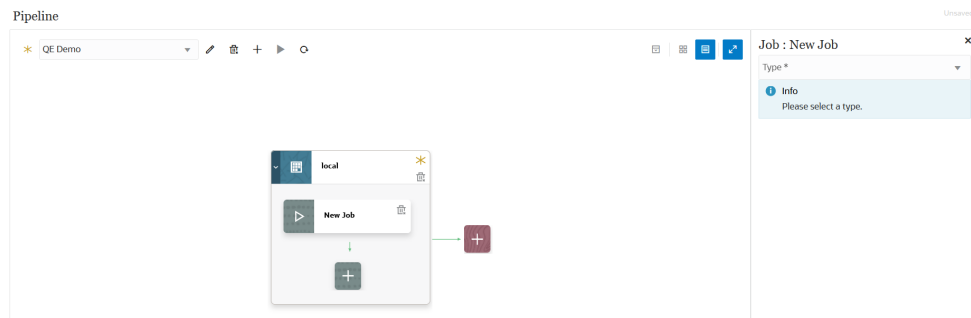 Pipeline
Unsaved
QE Demo
Job : New Job
Type *
Info
Please select a type.
local
New Job